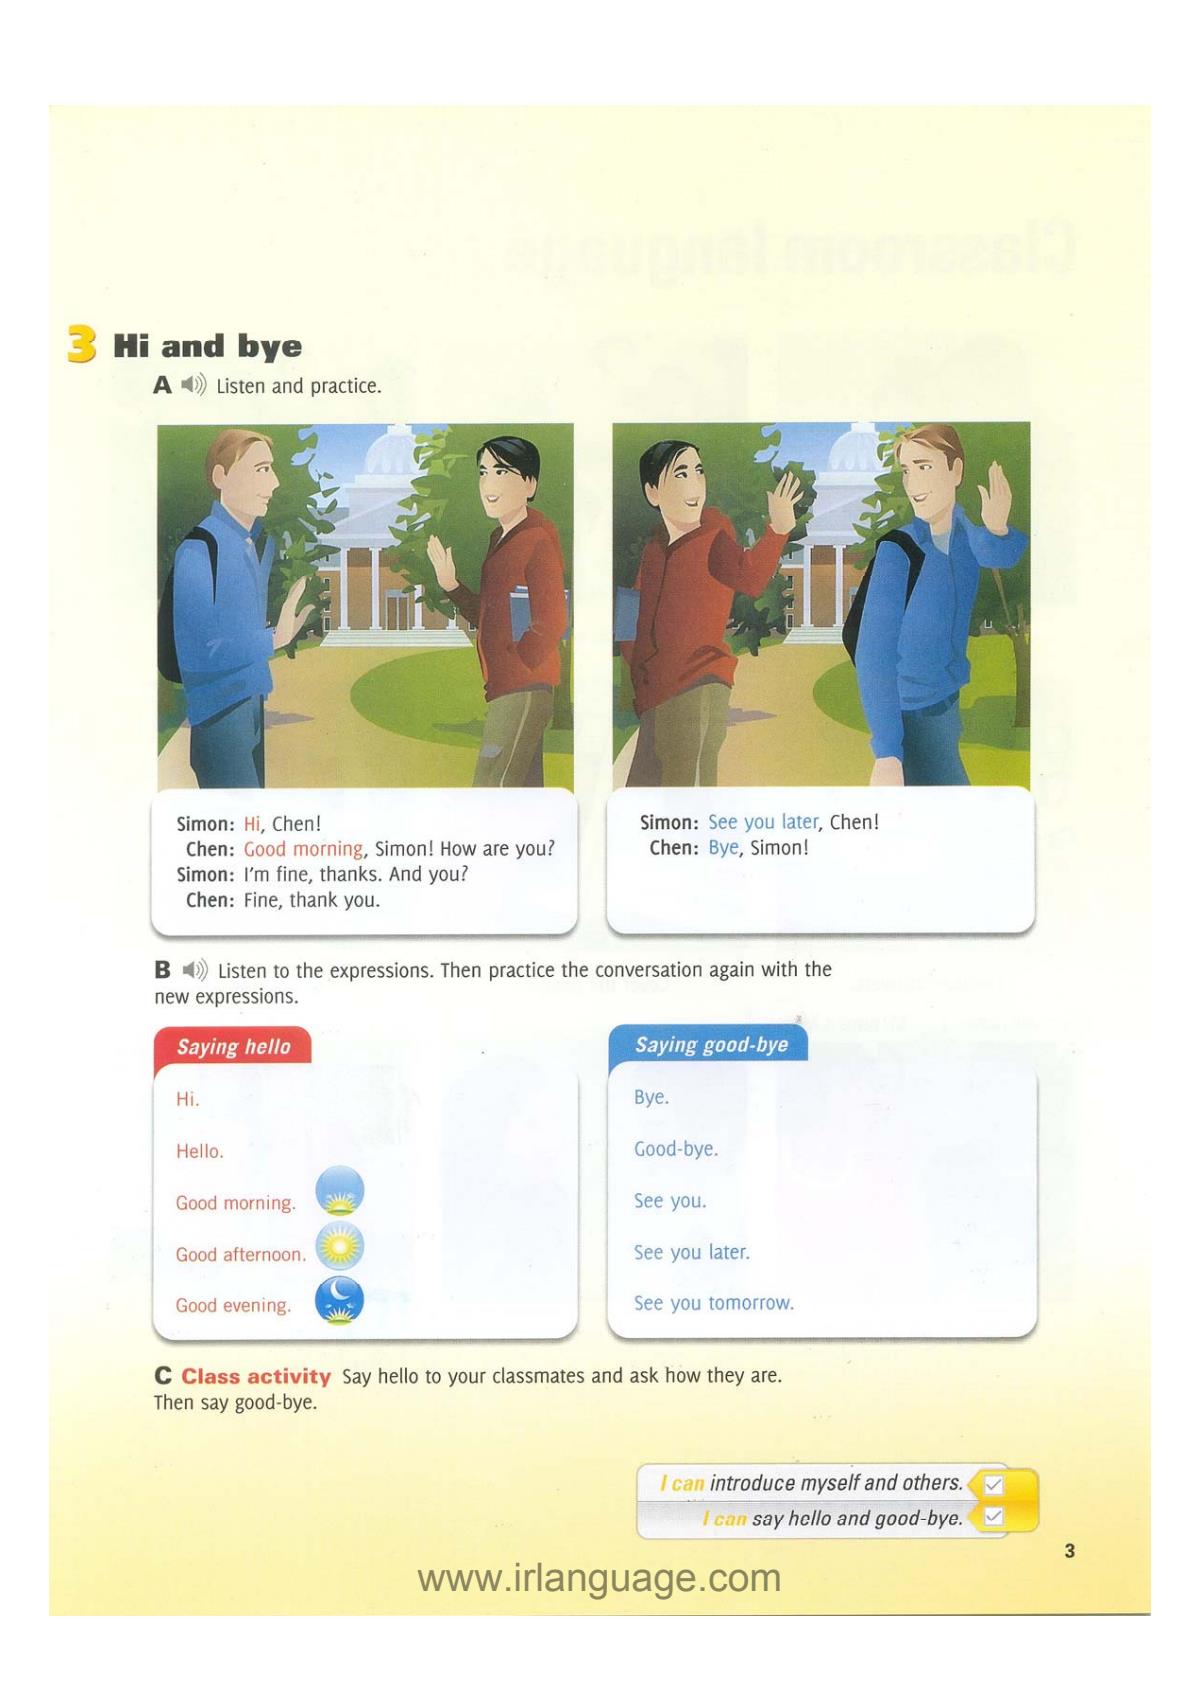 3 Hi and bye
A Listen and practice.
Simon: Hi, Chen!
Chen: Good morning, Simon! How are you?
Simon: I'm fine, thanks. And you?
Chen: Fine, thank you.
Simon: See you later, Chen!
Chen: Bye, Simon!
B Listen to the expressions. Then practice the conversation again with the
new expressions.
Saying hello
Hi.
Hello.
Good morning.
Good afternoon.
Good evening.
Saying good-bye
Bye.
Good-bye.
See you.
See you later.
See you tomorrow.
C Class activity Say hello to your classmates and ask how they are.
Then say good-bye.
I can introduce myself and others.
I can say hello and good-bye.
3
www.irlanguage.com